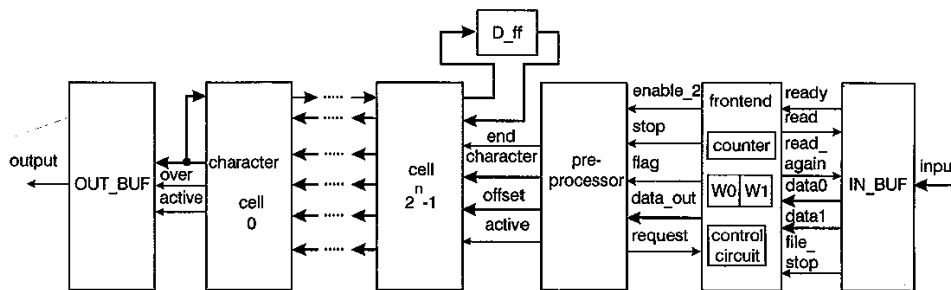 D_ff
enable_2
frontend
ready
read
stop
end
counter
read_
again
output
OUT_BUF
over
active
character
cell
0
cell
n
2 -1
character
offset
active
pre-
processor
flag
data_out
request
W0 W1
control
circuit
data0
data1
file_
stop
IN_BUF
input